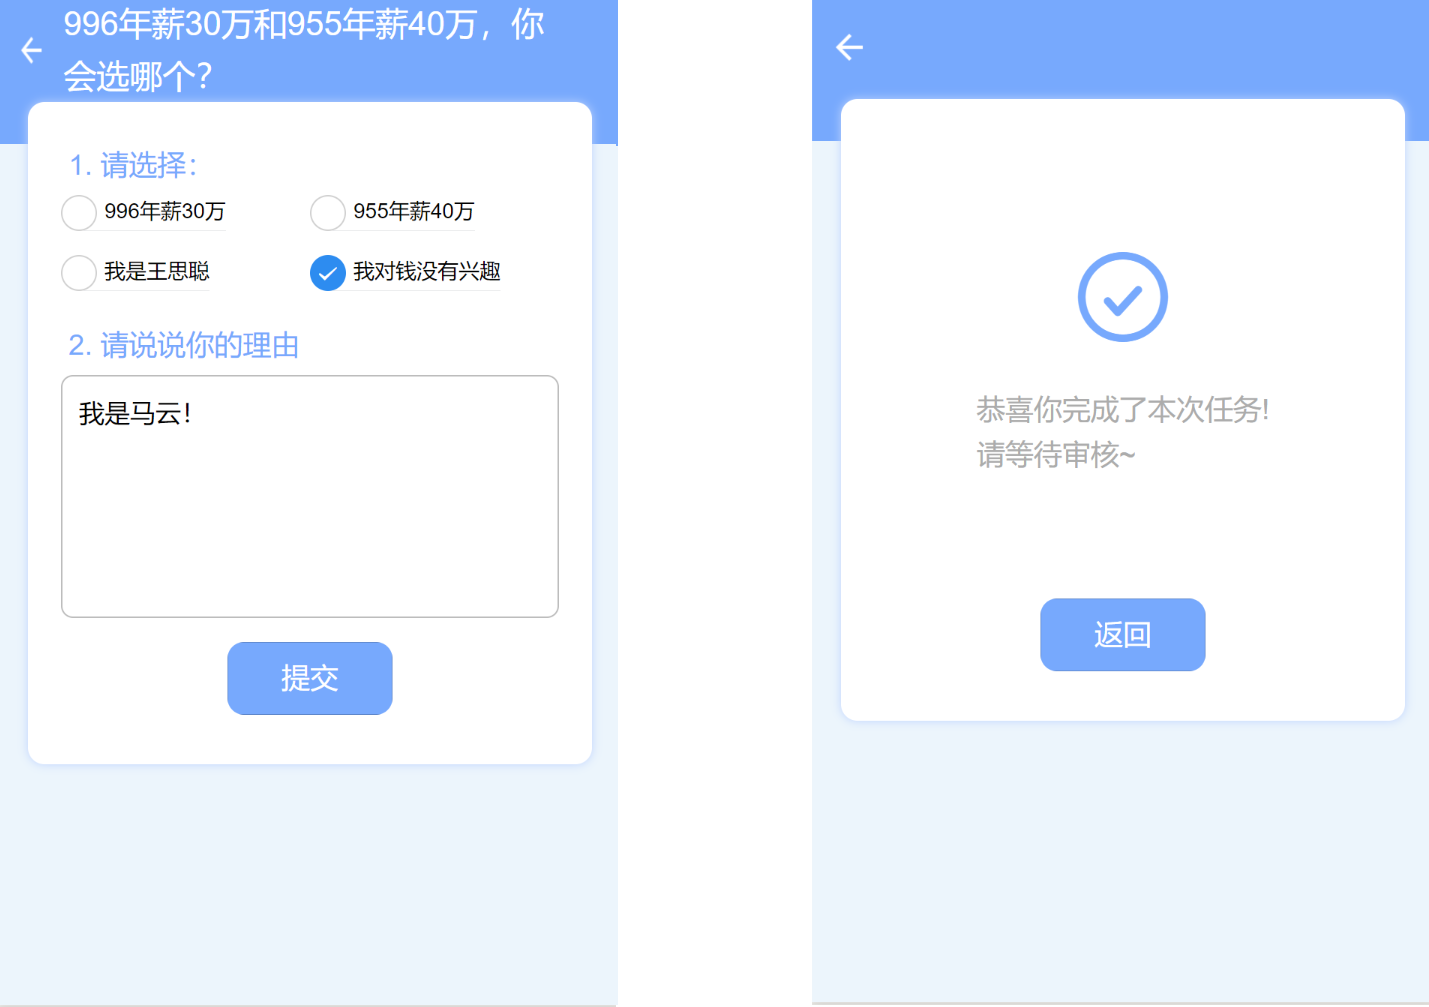 996年薪30万和955年薪40万，你
会选哪个？
1. 请选择：
996年薪30万
955年薪40万
我是王思聪
我对钱没有兴趣
2. 请说说你的理由
我是马云！
提交
恭喜你完成了本次任务!
请等待审核~
返回